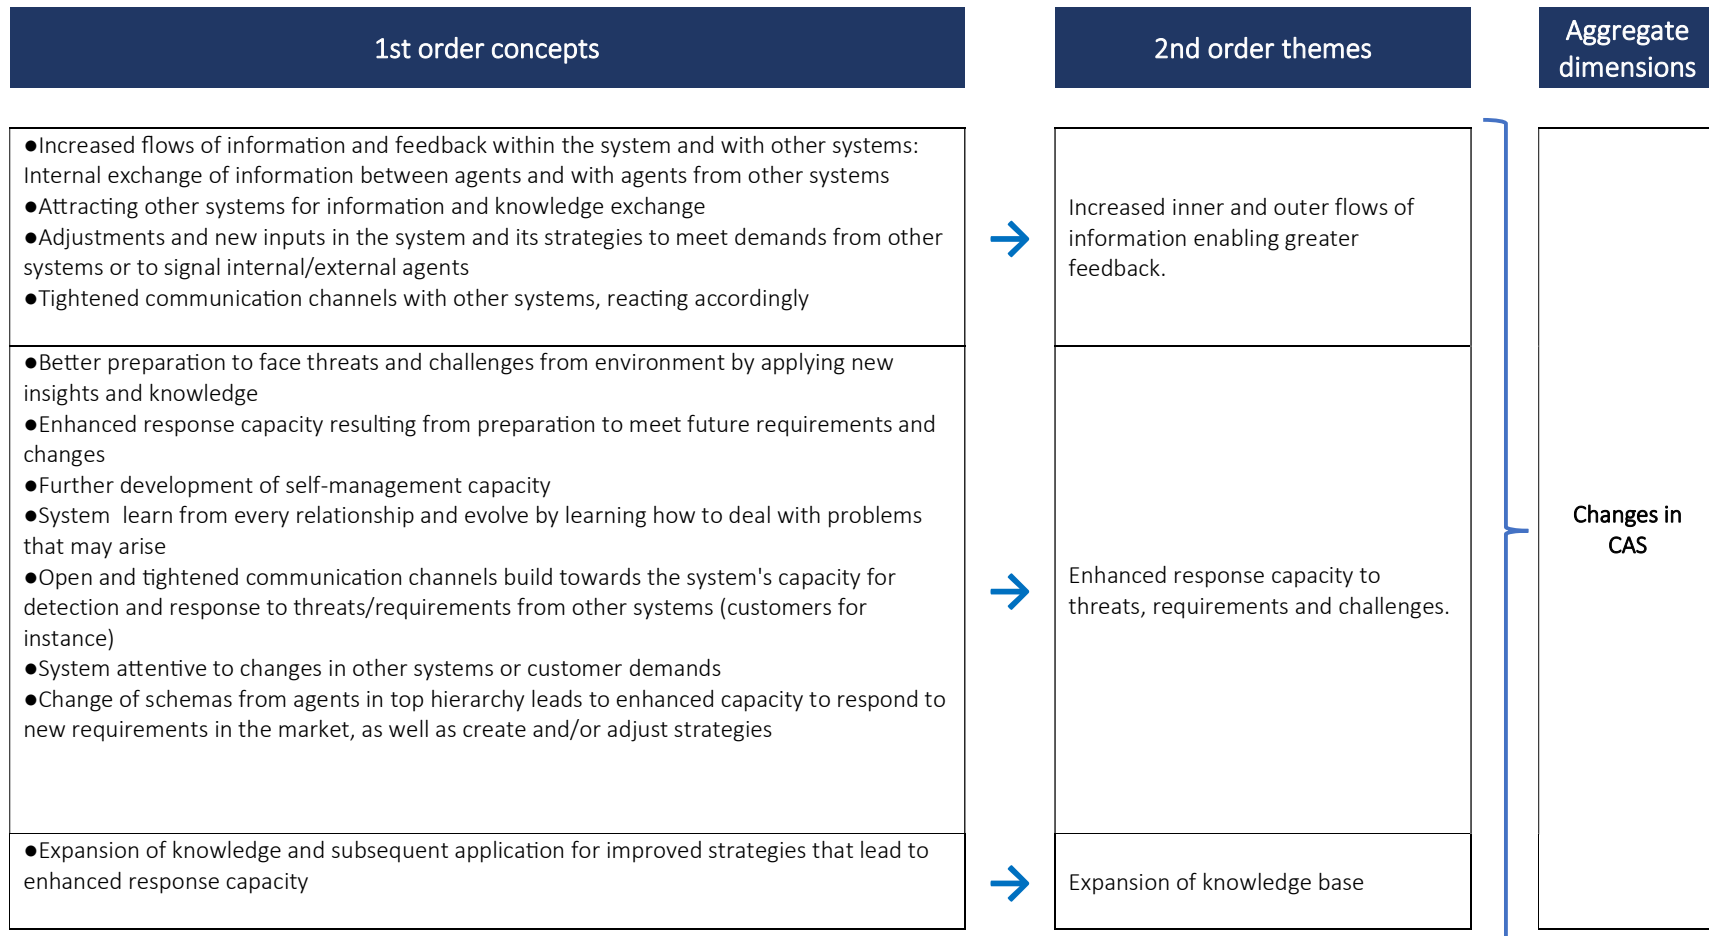 1st order concepts
2nd order themes
Aggregate
dimensions
●Increased flows of information and feedback within the system and with other systems:
Internal exchange of information between agents and with agents from other systems
●Attracting other systems for information and knowledge exchange
●Adjustments and new inputs in the system and its strategies to meet demands from other
systems or to signal internal/external agents
●Tightened communication channels with other systems, reacting accordingly
Increased inner and outer flows of
information enabling greater
feedback.
●Better preparation to face threats and challenges from environment by applying new
insights and knowledge
●Enhanced response capacity resulting from preparation to meet future requirements and
changes
●Further development of self-management capacity
●System  learn from every relationship and evolve by learning how to deal with problems
that may arise
●Open and tightened communication channels build towards the system's capacity for
detection and response to threats/requirements from other systems (customers for
instance)
●System attentive to changes in other systems or customer demands
●Change of schemas from agents in top hierarchy leads to enhanced capacity to respond to
new requirements in the market, as well as create and/or adjust strategies
Enhanced response capacity to
threats, requirements and challenges.
●Expansion of knowledge and subsequent application for improved strategies that lead to
enhanced response capacity
Expansion of knowledge base
Changes in
CAS